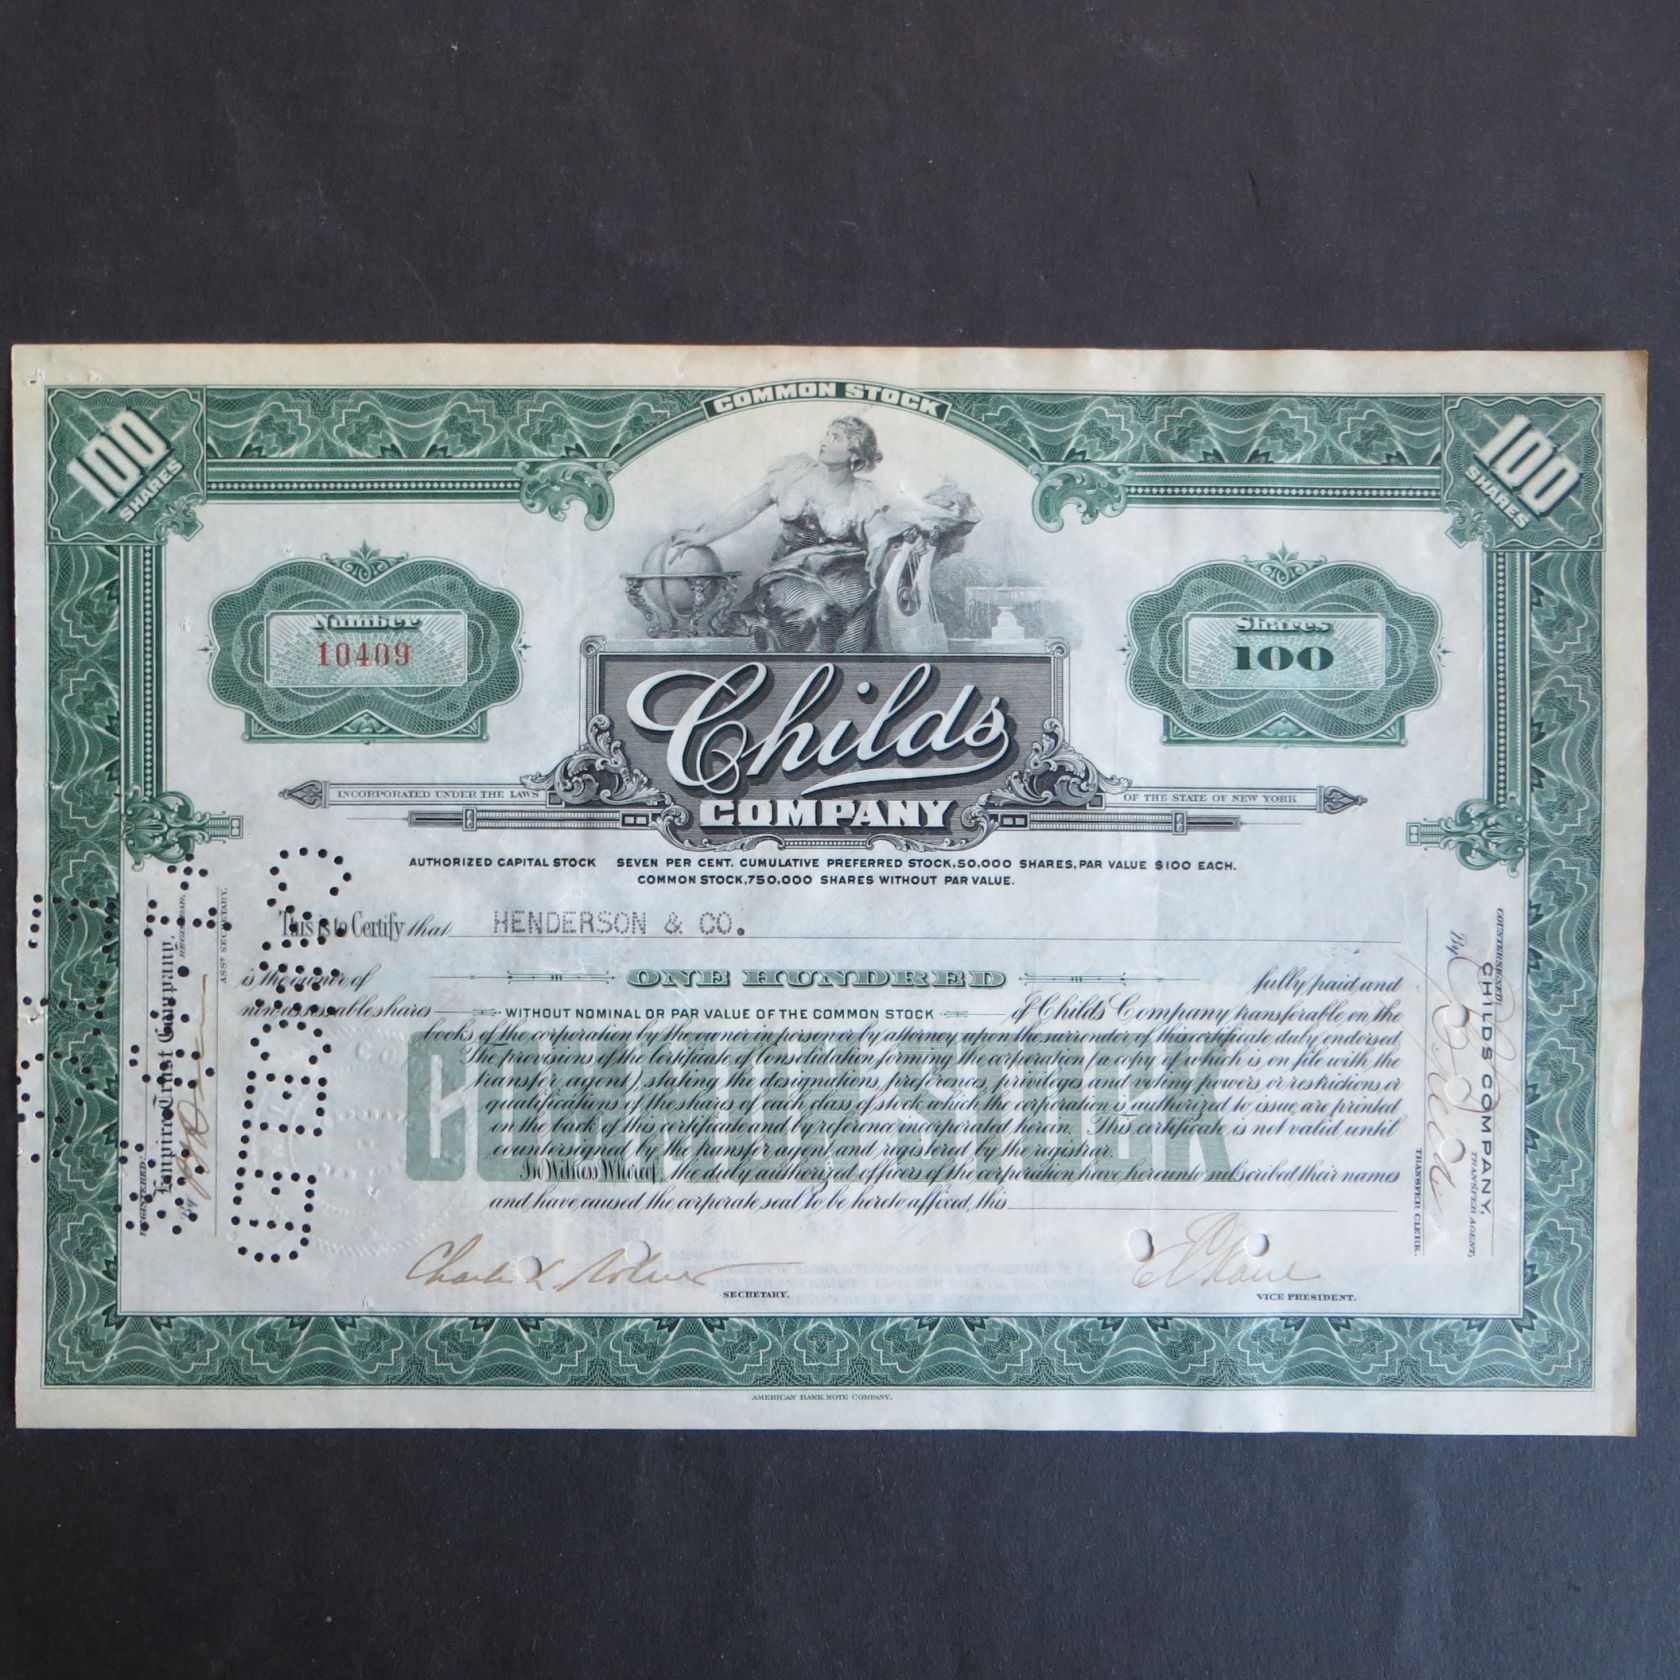 COMMON STOCK
100 SHARES
100 SHARES
Number
10409
Shares
100
Childs
COMPANY
INCORPORATED UNDER THE LAWS OF THE STATE OF NEW YORK
AUTHORIZED CAPITAL STOCK SEVEN PER CENT. CUMULATIVE PREFERRED STOCK, 50,000 SHARES, PAR VALUE $100 EACH.
COMMON STOCK, 750,000 SHARES WITHOUT PAR VALUE.
This is to Certify that HENDERSON & CO.
is the owner of ONE HUNDRED fully paid and
non-assessable shares WITHOUT NOMINAL OR PAR VALUE OF THE COMMON STOCK of Childs Company transferable on the
books of the corporation by the owner in person or by attorney upon the surrender of this certificate duly endorsed.
The provisions of the Certificate of Consolidation forming the corporation (a copy of which is on file with the
transfer agent), stating the designations, preferences, privileges and voting powers or restrictions or
qualifications of the shares of each class of stock which the corporation is authorized to issue, are printed
on the back of this certificate and by reference incorporated herein. This certificate is not valid until
countersigned by the transfer agent and registered by the registrar.
In Witness Whereof, the duly authorized officers of the corporation have hereunto subscribed their names
and have caused the corporate seal to be hereto affixed, this
SECRETARY.
VICE PRESIDENT.
AMERICAN BANK NOTE COMPANY.
REGISTERED:
Empire Trust Company,
By
ASST SECRETARY.
COUNTERSIGNED:
CHILDS COMPANY,
TRANSFER AGENT,
By
TRANSFER CLERK.